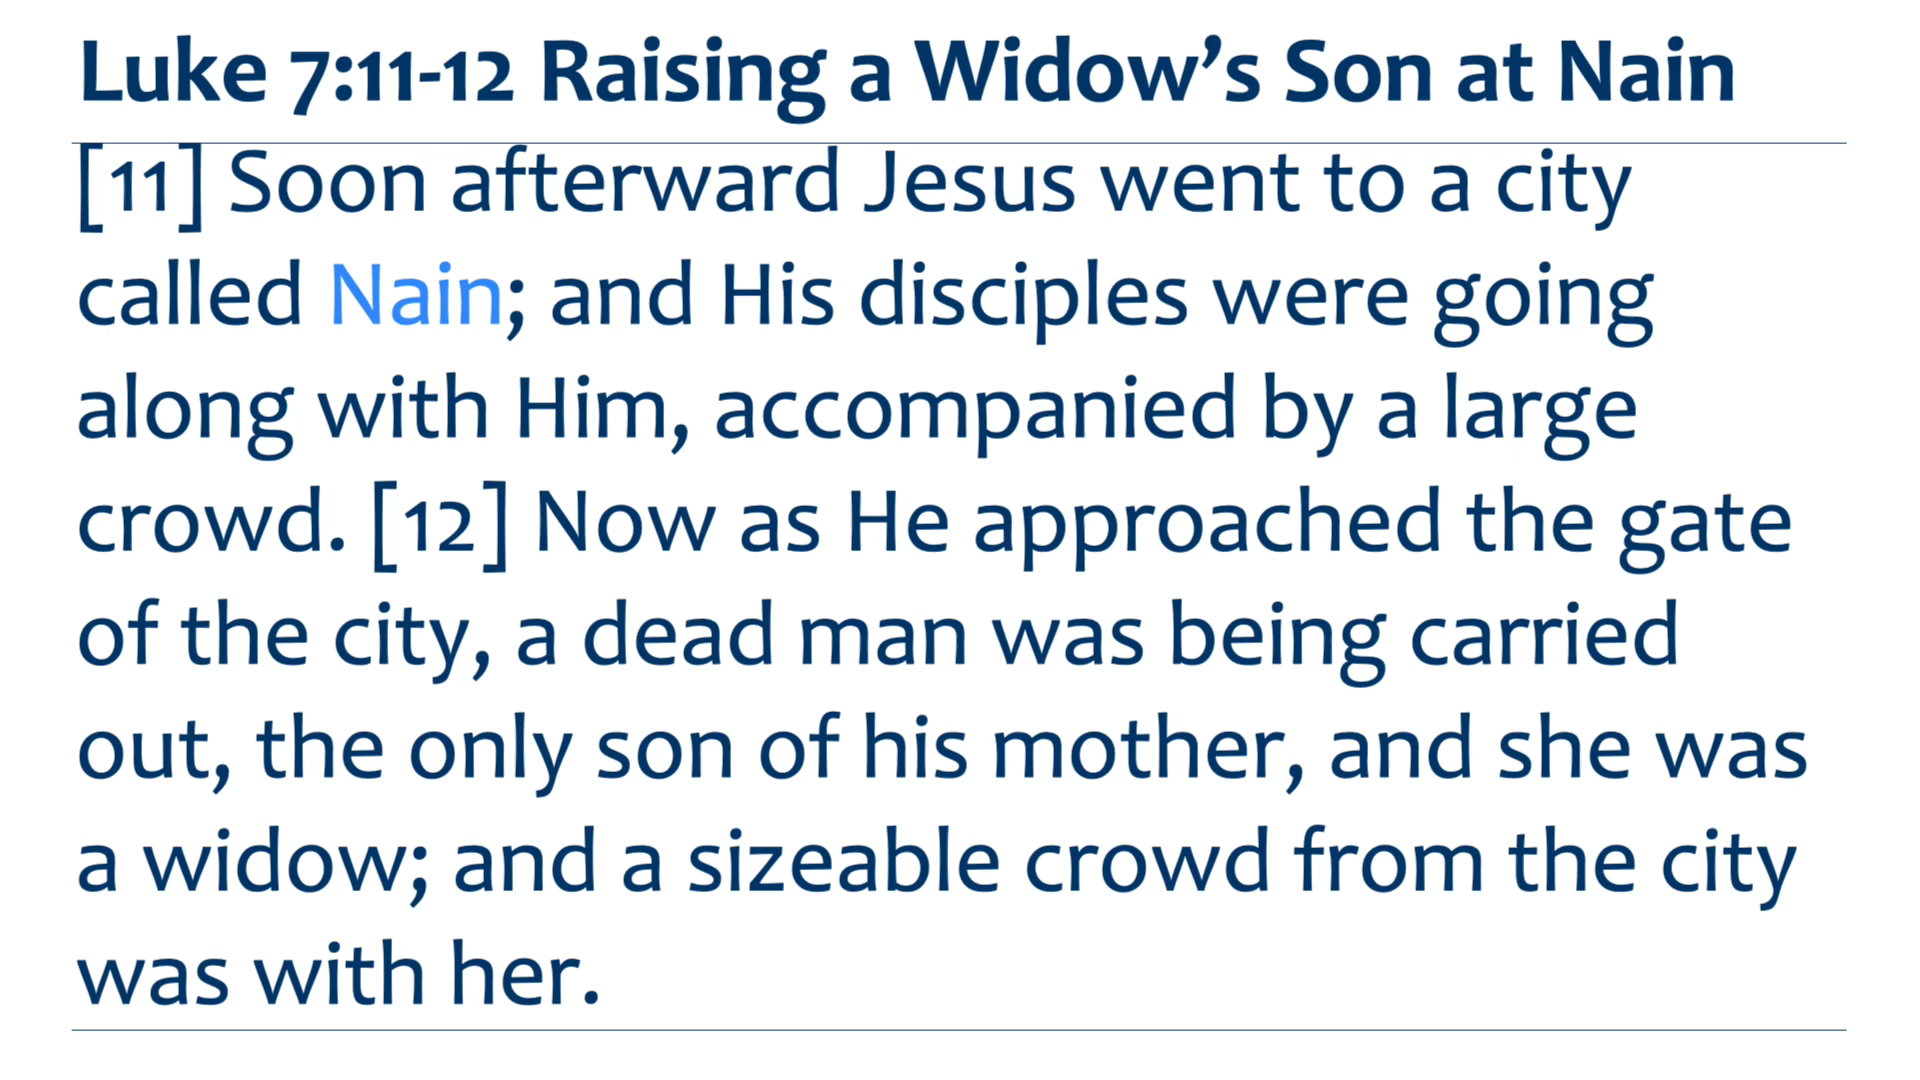 Luke 7:11-12 Raising a Widow’s Son at Nain
[11] Soon afterward Jesus went to a city
called Nain; and His disciples were going
along with Him, accompanied by a large
crowd. [12] Now as He approached the gate
of the city, a dead man was being carried
out, the only son of his mother, and she was
a widow; and a sizeable crowd from the city
was with her.